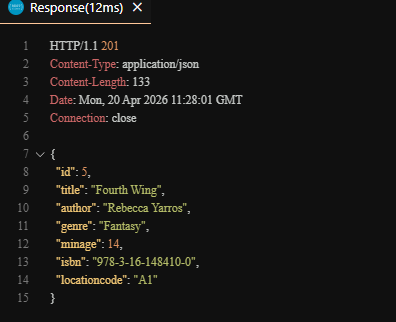 Response(12ms) ×
1 HTTP/1.1 201
2 Content-Type: application/json
3 Content-Length: 133
4 Date: Mon, 20 Apr 2026 11:28:01 GMT
5 Connection: close
6
7 {
8 "id": 5,
9 "title": "Fourth Wing",
10 "author": "Rebecca Yarros",
11 "genre": "Fantasy",
12 "minage": 14,
13 "isbn": "978-3-16-148410-0",
14 "locationcode": "A1"
15 }